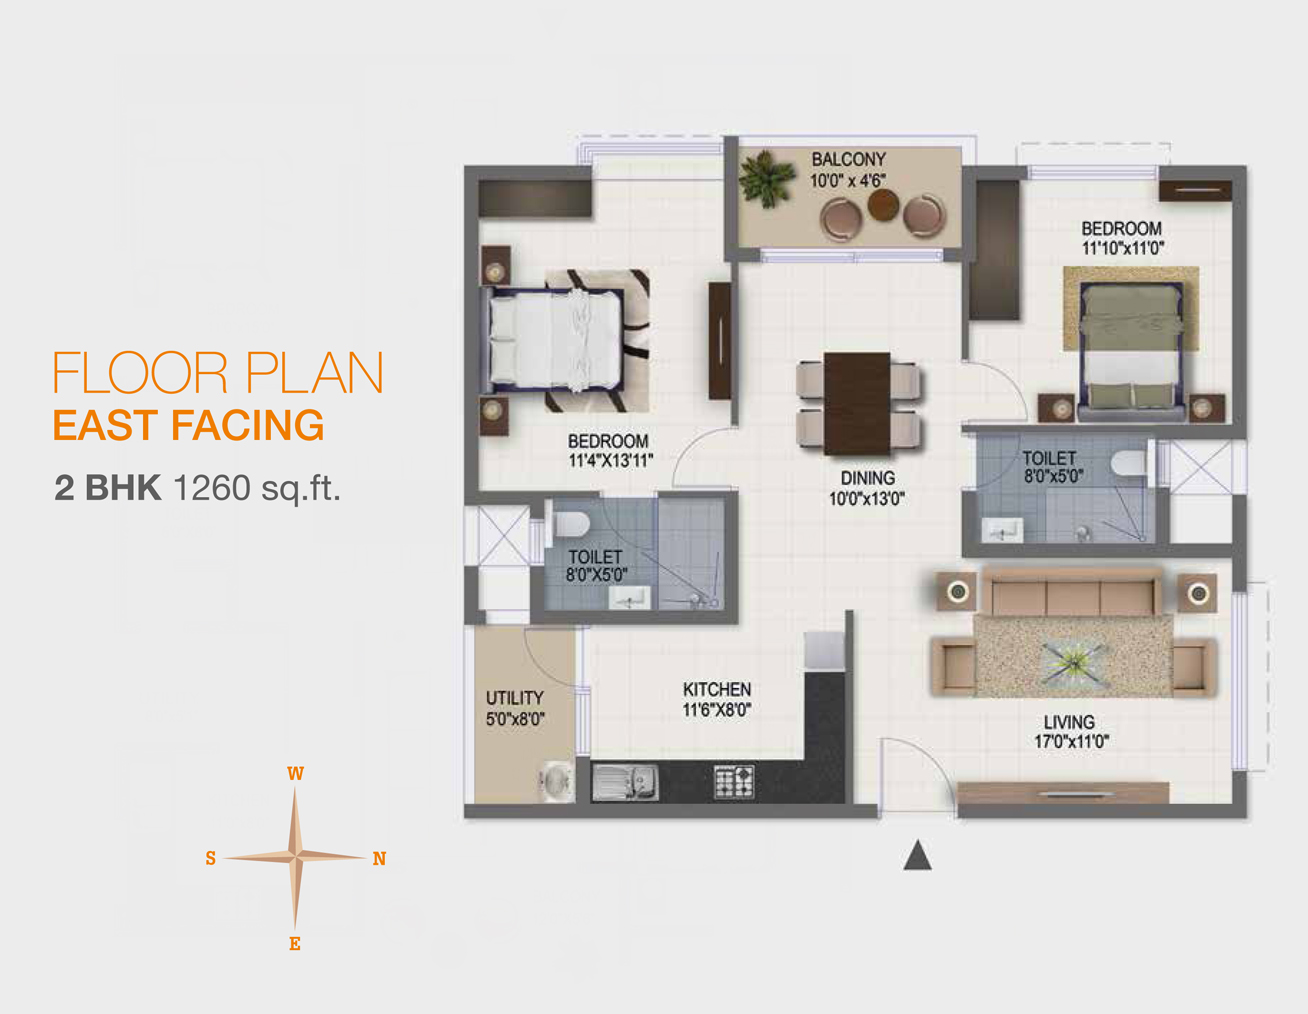 FLOOR PLAN
EAST FACING
2 BHK 1260 sq.ft.
BALCONY
10'0" x 4'6"
BEDROOM
11'10"x11'0"
BEDROOM
11'4"X13'11"
DINING
10'0"x13'0"
TOILET
8'0"x5'0"
TOILET
8'0"X5'0"
UTILITY
5'0"x8'0"
KITCHEN
11'6"X8'0"
LIVING
17'0"x11'0"
W
S
N
E